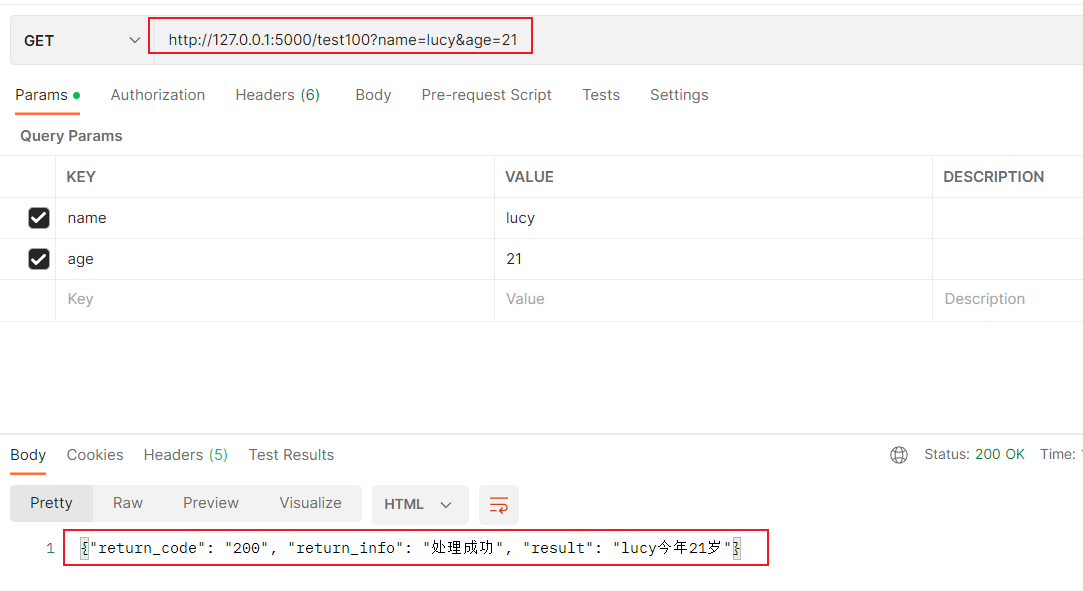 GET http://127.0.0.1:5000/test100?name=lucy&age=21
Params Authorization Headers (6) Body Pre-request Script Tests Settings
Query Params
KEY VALUE DESCRIPTION
name lucy
age 21
Key Value Description
Body Cookies Headers (5) Test Results Status: 200 OK Time:
Pretty Raw Preview Visualize HTML
1 {"return_code": "200", "return_info": "处理成功", "result": "lucy今年21岁"}